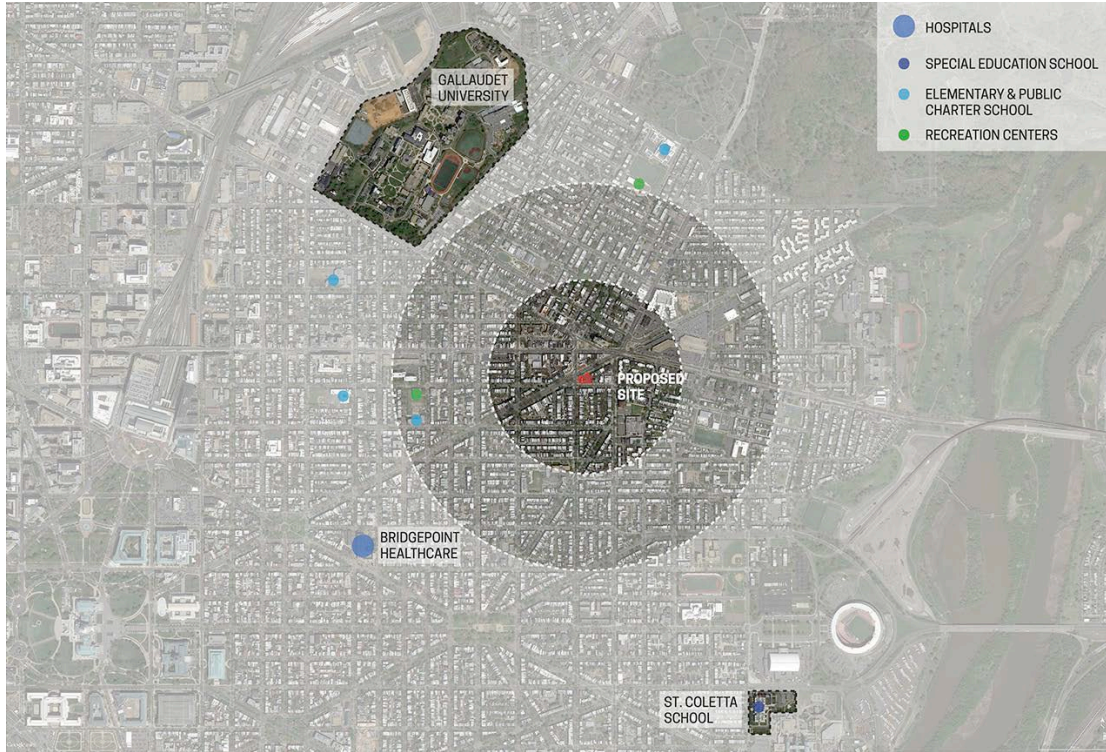 HOSPITALS
SPECIAL EDUCATION SCHOOL
ELEMENTARY & PUBLIC
CHARTER SCHOOL
RECREATION CENTERS
GALLAUDET
UNIVERSITY
PROPOSED
SITE
BRIDGEPOINT
HEALTHCARE
ST. COLETTA
SCHOOL